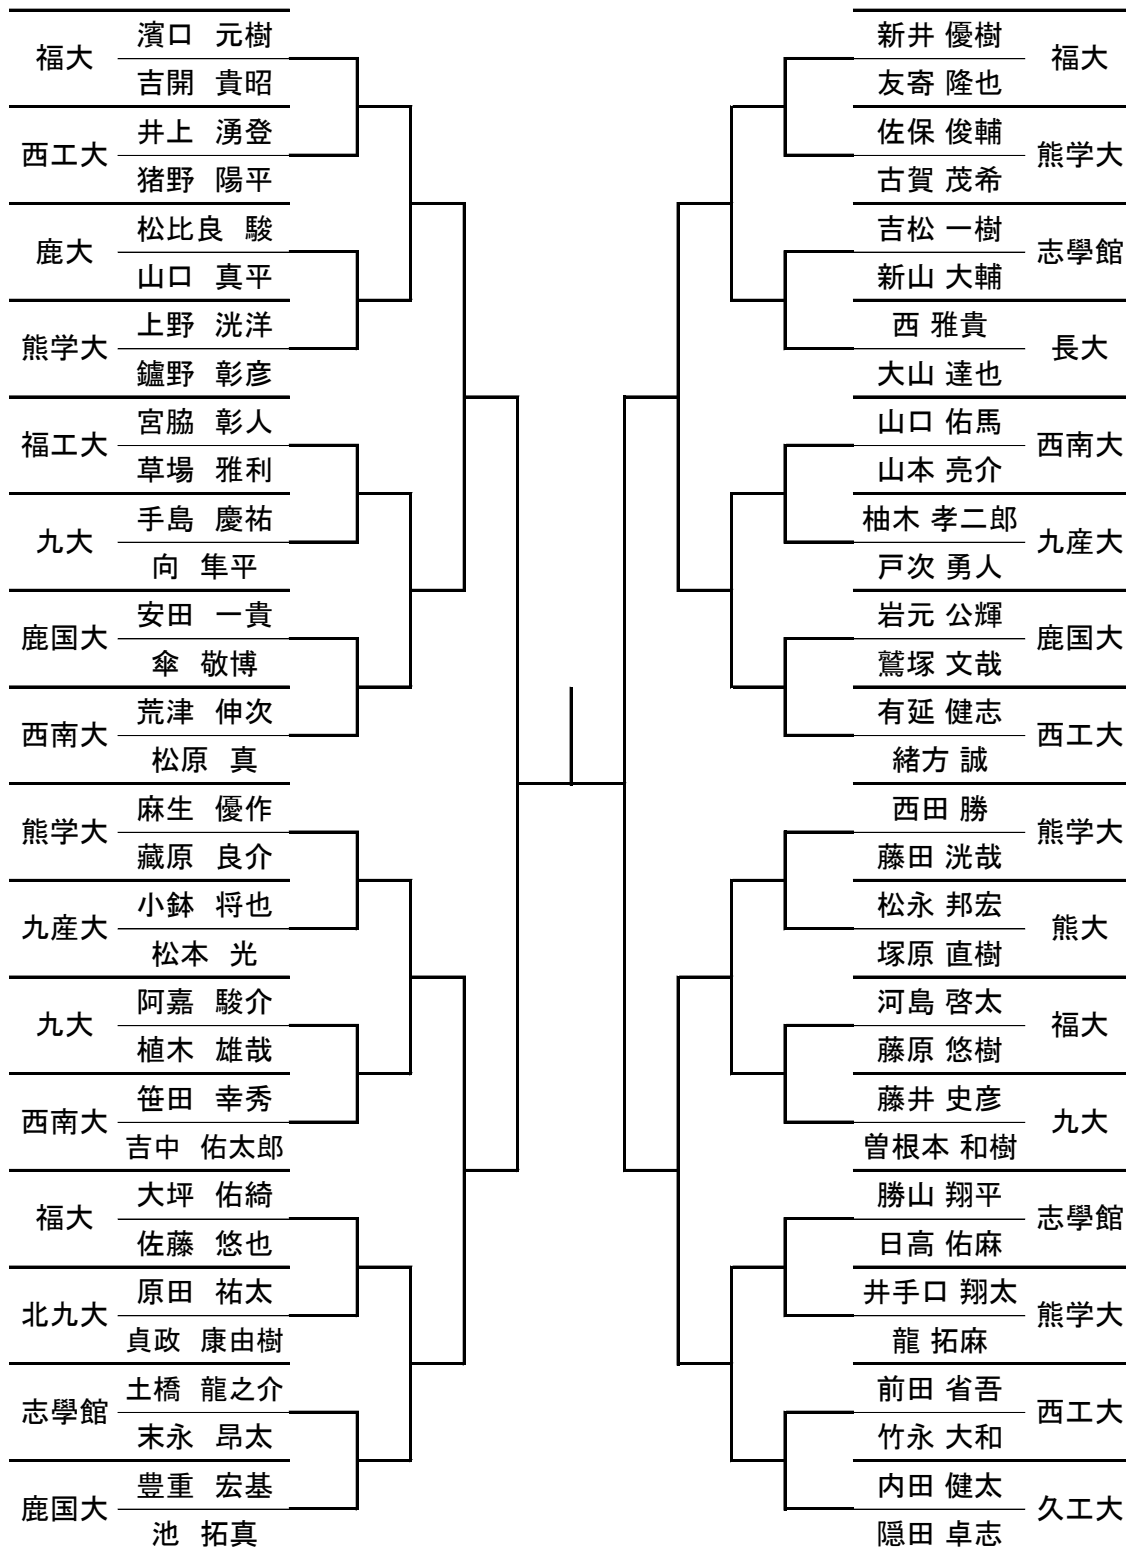 福大
濱口 元樹
吉開 貴昭
西工大
井上 湧登
猪野 陽平
鹿大
松比良 駿
山口 真平
熊学大
上野 洸洋
鑪野 彰彦
福工大
宮脇 彰人
草場 雅利
九大
手島 慶祐
向 隼平
鹿国大
安田 一貴
傘 敬博
西南大
荒津 伸次
松原 真
熊学大
麻生 優作
藏原 良介
九産大
小鉢 将也
松本 光
九大
阿嘉 駿介
植木 雄哉
西南大
笹田 幸秀
吉中 佑太郎
福大
大坪 佑綺
佐藤 悠也
北九大
原田 祐太
貞政 康由樹
志學館
土橋 龍之介
末永 昂太
鹿国大
豊重 宏基
池 拓真
新井 優樹
友寄 隆也
福大
佐保 俊輔
古賀 茂希
熊学大
吉松 一樹
新山 大輔
志學館
西 雅貴
大山 達也
長大
山口 佑馬
山本 亮介
西南大
柚木 孝二郎
戸次 勇人
九産大
岩元 公輝
鷲塚 文哉
鹿国大
有延 健志
緒方 誠
西工大
西田 勝
藤田 洸哉
熊学大
松永 邦宏
塚原 直樹
熊大
河島 啓太
藤原 悠樹
福大
藤井 史彦
曽根本 和樹
九大
勝山 翔平
日高 佑麻
志學館
井手口 翔太
龍 拓麻
熊学大
前田 省吾
竹永 大和
西工大
内田 健太
隠田 卓志
久工大